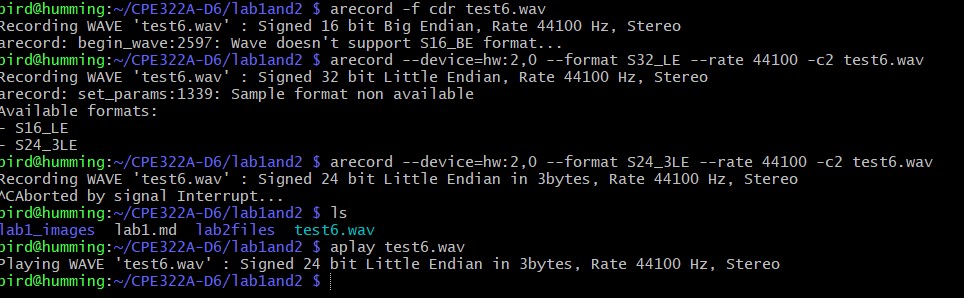 bird@humming:~/CPE322A-D6/lab1and2 $ arecord -f cdr test6.wav
Recording WAVE 'test6.wav' : Signed 16 bit Big Endian, Rate 44100 Hz, Stereo
arecord: begin_wave:2597: Wave doesn't support S16_BE format...
bird@humming:~/CPE322A-D6/lab1and2 $ arecord --device=hw:2,0 --format S32_LE --rate 44100 -c2 test6.wav
Recording WAVE 'test6.wav' : Signed 32 bit Little Endian, Rate 44100 Hz, Stereo
arecord: set_params:1339: Sample format non available
Available formats:
- S16_LE
- S24_3LE
bird@humming:~/CPE322A-D6/lab1and2 $ arecord --device=hw:2,0 --format S24_3LE --rate 44100 -c2 test6.wav
Recording WAVE 'test6.wav' : Signed 24 bit Little Endian in 3bytes, Rate 44100 Hz, Stereo
^CAborted by signal Interrupt...
bird@humming:~/CPE322A-D6/lab1and2 $ ls
lab1_images  lab1.md  lab2files  test6.wav
bird@humming:~/CPE322A-D6/lab1and2 $ aplay test6.wav
Playing WAVE 'test6.wav' : Signed 24 bit Little Endian in 3bytes, Rate 44100 Hz, Stereo
bird@humming:~/CPE322A-D6/lab1and2 $